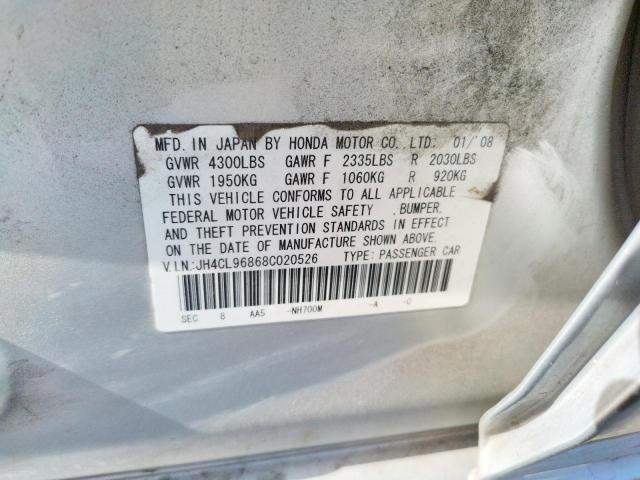 MFD. IN JAPAN BY HONDA MOTOR CO., LTD. 01/'08
GVWR 4300LBS GAWR F 2335LBS R 2030LBS
GVWR 1950KG GAWR F 1060KG R 920KG
THIS VEHICLE CONFORMS TO ALL APPLICABLE
FEDERAL MOTOR VEHICLE SAFETY , BUMPER,
AND THEFT PREVENTION STANDARDS IN EFFECT
ON THE DATE OF MANUFACTURE SHOWN ABOVE.
V.I.N.:JH4CL96868C020526 TYPE: PASSENGER CAR
SEC 8 AA5 -NH700M -A -C